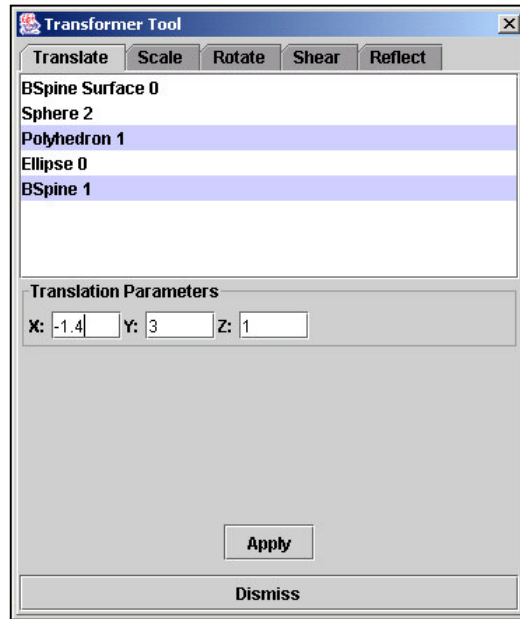 Transformer Tool
Translate Scale Rotate Shear Reflect
BSpine Surface 0
Sphere 2
Polyhedron 1
Ellipse 0
BSpine 1
Translation Parameters
X: -1.4 Y: 3 Z: 1
Apply
Dismiss